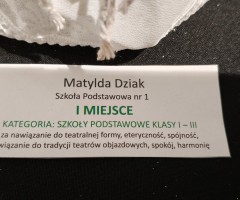 Matylda Dziak
Szkoła Podstawowa nr 1
I MIEJSCE
KATEGORIA: SZKOŁY PODSTAWOWE KLASY I – III
za nawiązanie do teatralnej formy, eteryczność, spójność,
wiązanie do tradycji teatrów objazdowych, spokój, harmonię